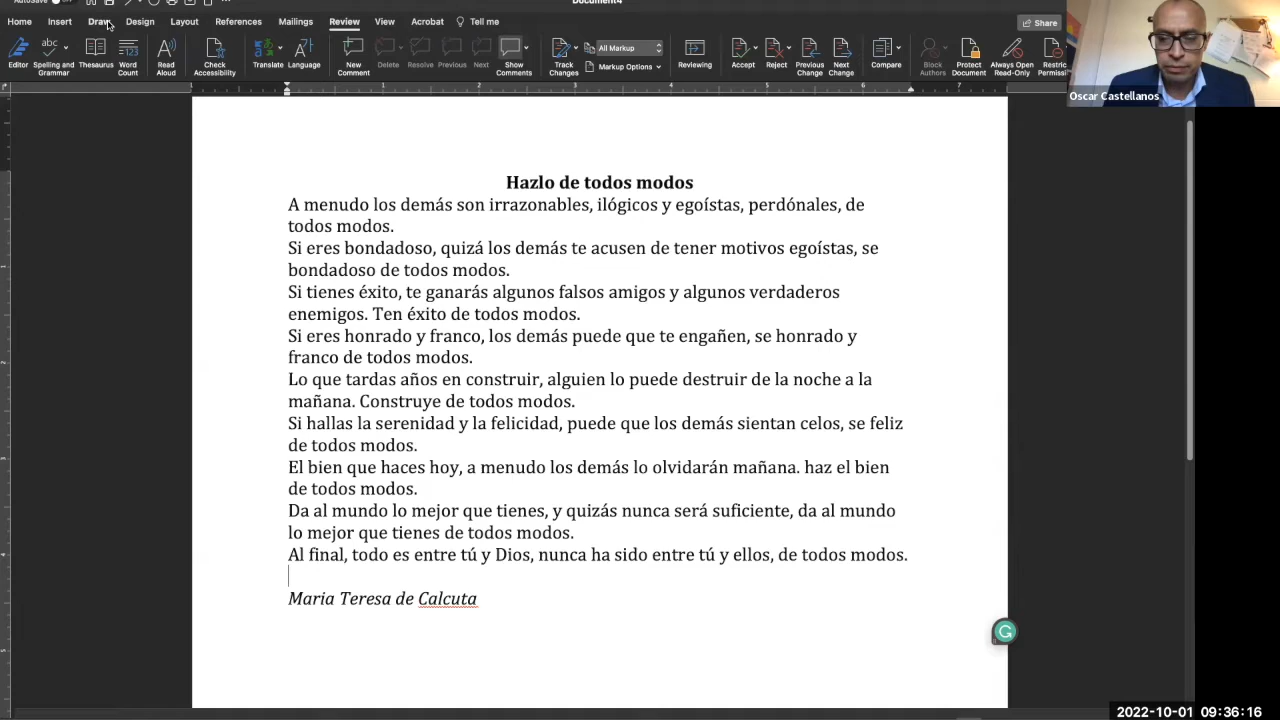 AutoSave
Document4
Home Insert Draw Design Layout References Mailings Review View Acrobat Tell me
Share
Editor
abc
Spelling and Grammar
Thesaurus
Word Count
Read Aloud
Check Accessibility
Translate
Language
New Comment
Delete
Resolve
Previous
Next
Show Comments
Track Changes
All Markup
Markup Options
Reviewing
Accept
Reject
Previous Change
Next Change
Compare
Block Authors
Protect Document
Always Open Read-Only
Restric
Permissi
Oscar Castellanos
Hazlo de todos modos
A menudo los demás son irrazonables, ilógicos y egoístas, perdónales, de
todos modos.
Si eres bondadoso, quizá los demás te acusen de tener motivos egoístas, se
bondadoso de todos modos.
Si tienes éxito, te ganarás algunos falsos amigos y algunos verdaderos
enemigos. Ten éxito de todos modos.
Si eres honrado y franco, los demás puede que te engañen, se honrado y
franco de todos modos.
Lo que tardas años en construir, alguien lo puede destruir de la noche a la
mañana. Construye de todos modos.
Si hallas la serenidad y la felicidad, puede que los demás sientan celos, se feliz
de todos modos.
El bien que haces hoy, a menudo los demás lo olvidarán mañana. haz el bien
de todos modos.
Da al mundo lo mejor que tienes, y quizás nunca será suficiente, da al mundo
lo mejor que tienes de todos modos.
Al final, todo es entre tú y Dios, nunca ha sido entre tú y ellos, de todos modos.
Maria Teresa de Calcuta
2022-10-01 09:36:16